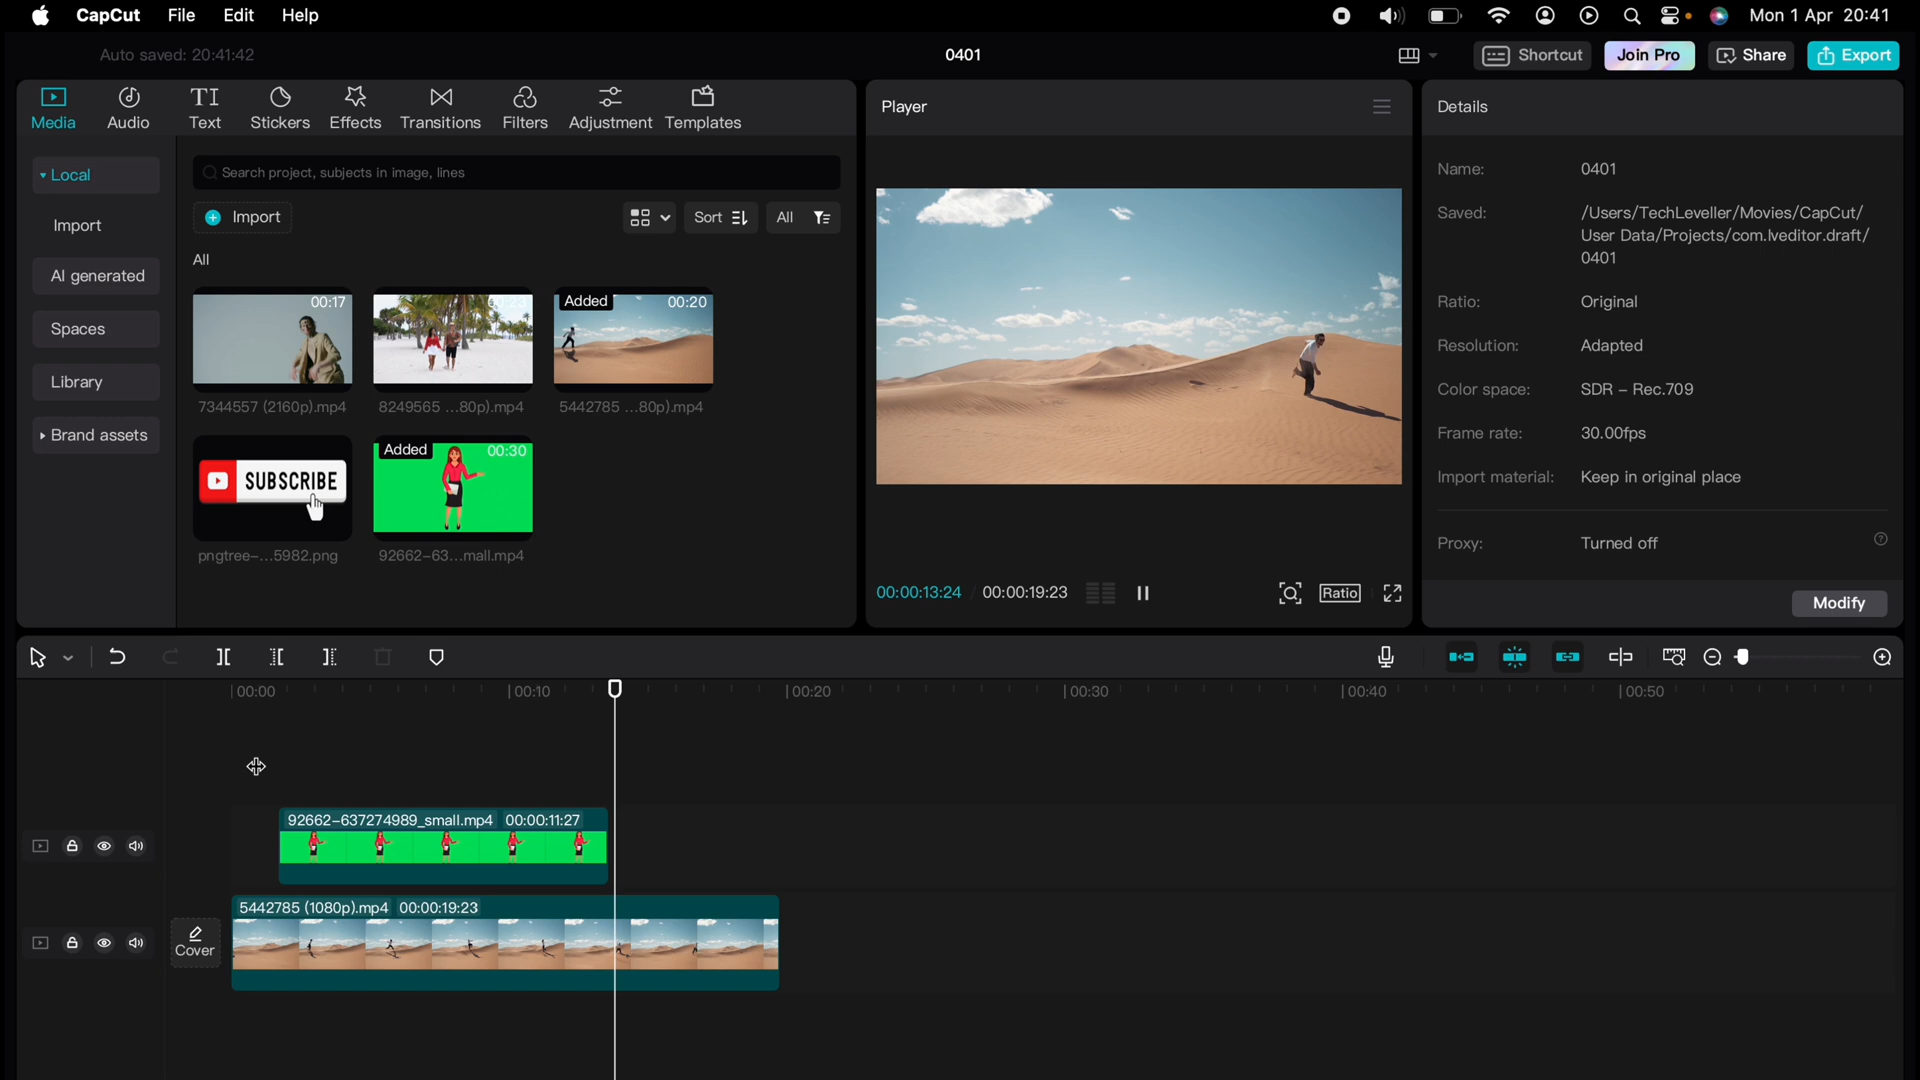 CapCut File Edit Help Mon 1 Apr 20:41
Auto saved: 20:41:42 0401 Shortcut Join Pro Share Export
Media Audio Text Stickers Effects Transitions Filters Adjustment Templates
Local
Import
AI generated
Spaces
Library
Brand assets
Search project, subjects in image, lines
Import Sort All
All
00:17
Added 00:20
7344557 (2160p).mp4 8249565 ...80p).mp4 5442785 ...80p).mp4
SUBSCRIBE
Added 00:30
pngtree-...5982.png 92662-63...mall.mp4
Player
00:00:13:24 / 00:00:19:23 Ratio
Details
Name: 0401
Saved: /Users/TechLeveller/Movies/CapCut/
User Data/Projects/com.lveditor.draft/
0401
Ratio: Original
Resolution: Adapted
Color space: SDR – Rec.709
Frame rate: 30.00fps
Import material: Keep in original place
Proxy: Turned off
Modify
00:00 00:10 00:20 00:30 00:40 00:50
92662-637274989_small.mp4 00:00:11:27
5442785 (1080p).mp4 00:00:19:23
Cover